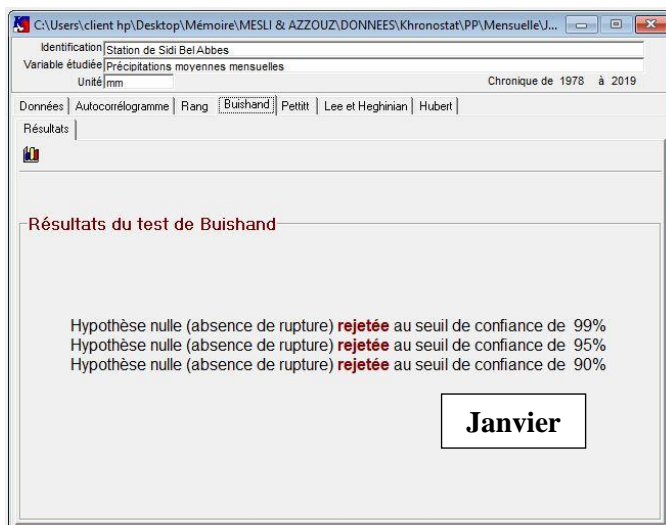 C:\Users\client hp\Desktop\Mémoire\MESLI & AZZOUZ\DONNEES\Khronostat\PP\Mensuelle\J...
Identification Station de Sidi Bel Abbes
Variable étudiée Précipitations moyennes mensuelles
Unité mm Chronique de 1978 à 2019
Données Autocorrélogramme Rang Buishand Pettitt Lee et Heghinian Hubert
Résultats
Résultats du test de Buishand
Hypothèse nulle (absence de rupture) rejetée au seuil de confiance de 99%
Hypothèse nulle (absence de rupture) rejetée au seuil de confiance de 95%
Hypothèse nulle (absence de rupture) rejetée au seuil de confiance de 90%
Janvier